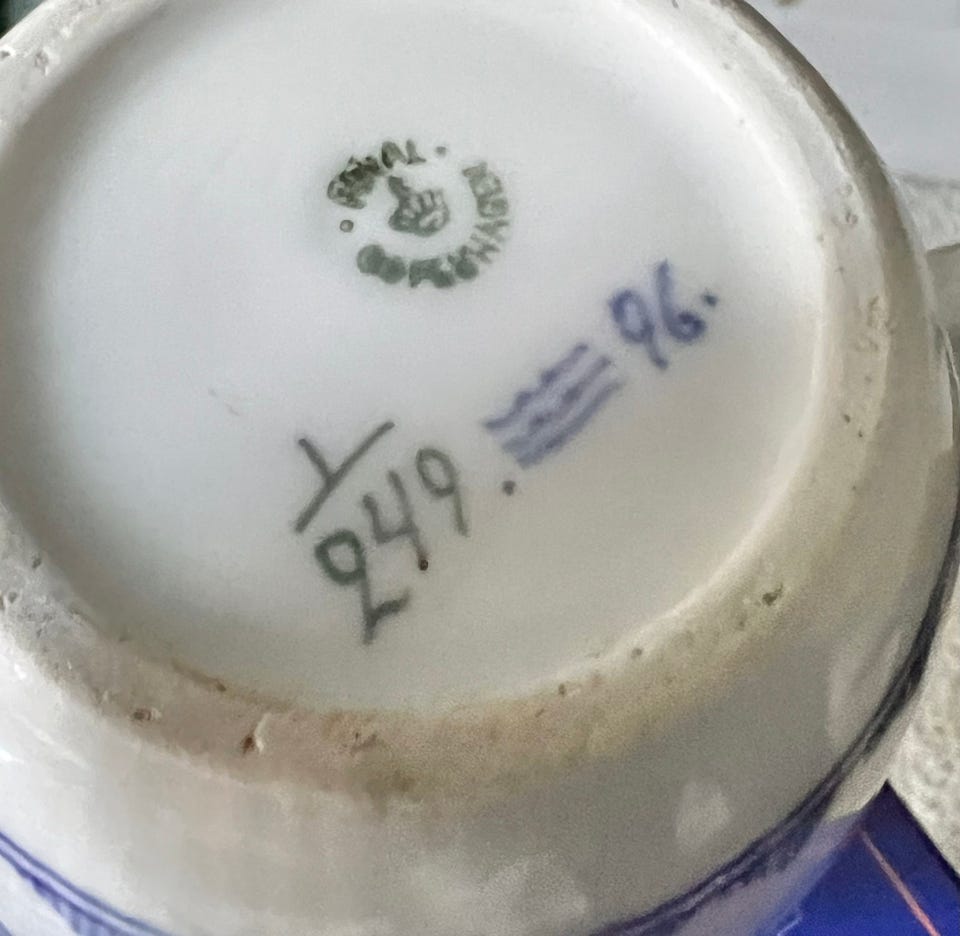 ROYAL
COPENHAGEN
96.
1
249.